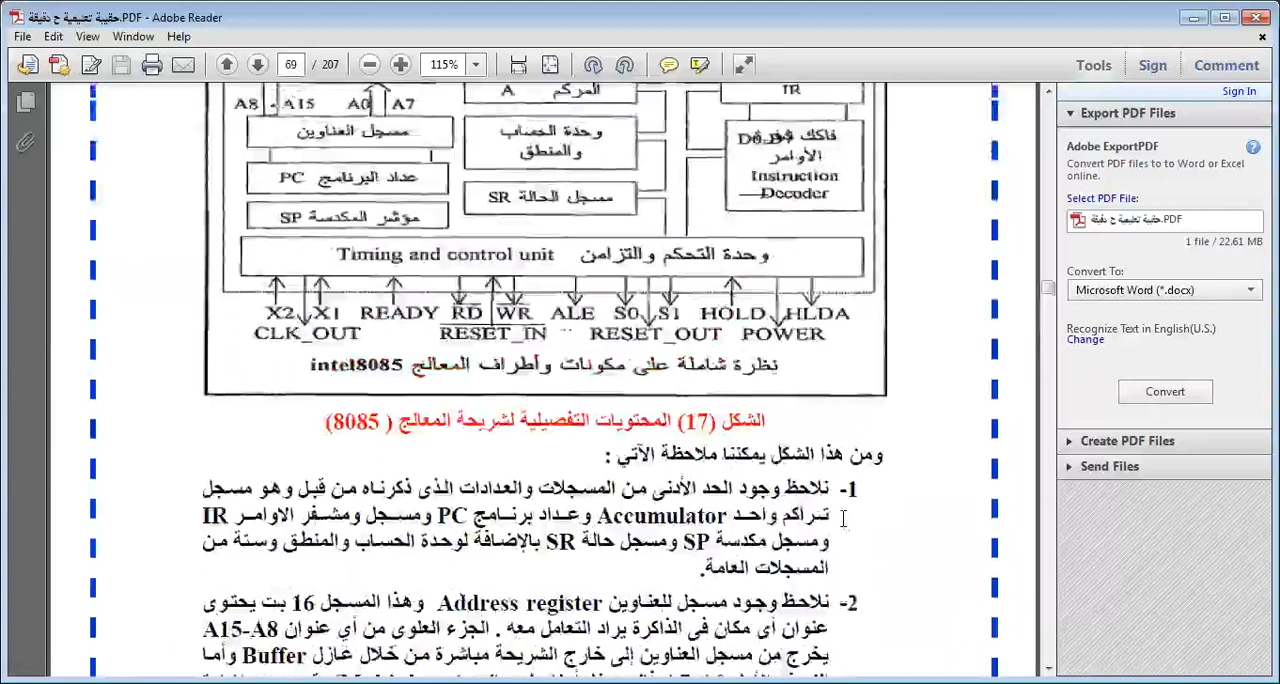 حقيبة تعليمية ح دقيقة.PDF - Adobe Reader
File Edit View Window Help
69 / 207 115% Tools Sign Comment
Sign In
Export PDF Files
Adobe ExportPDF
Convert PDF files to to Word or Excel
online.
Select PDF File:
حقيبة تعليمية ح دقيقة.PDF
1 file / 22.61 MB
Convert To:
Microsoft Word (*.docx)
Recognize Text in English(U.S.)
Change
Convert
Create PDF Files
Send Files
A8 - A15 A0 A7
مسجل العناوين
عداد البرنامج PC
مؤشر المكدسة SP
المركم A
وحدة الحساب
والمنطق
مسجل الحالة SR
IR
فاكك شفرة
الأوامر
Instruction
Decoder
Timing and control unit وحدة التحكم والتزامن
X2 X1 READY RD WR ALE S0 S1 HOLD HLDA
CLK_OUT RESET_IN RESET_OUT POWER
نظرة شاملة على مكونات وأطراف المعالج intel8085
الشكل (17) المحتويات التفصيلية لشريحة المعالج ( 8085)
ومن هذا الشكل يمكننا ملاحظة الآتي :
1- نلاحظ وجود الحد الأدنى من المسجلات والعدادات الذى ذكرناه من قبل وهو مسجل
تراكم واحد Accumulator وعداد برنامج PC ومسجل ومشفر الاوامر IR
ومسجل مكدسة SP ومسجل حالة SR بالإضافة لوحدة الحساب والمنطق وستة من
المسجلات العامة.
2- نلاحظ وجود مسجل للعناوين Address register وهذا المسجل 16 بت يحتوى
عنوان أى مكان فى الذاكرة يراد التعامل معه . الجزء العلوى من أي عنوان A15-A8
يخرج من مسجل العناوين إلى خارج الشريحة مباشرة من خلال عازل Buffer وأما